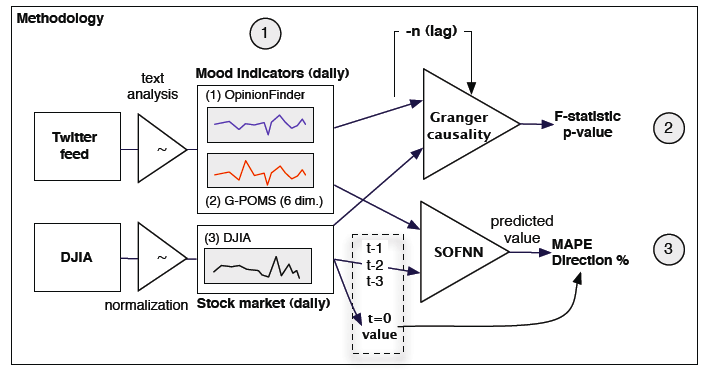 Methodology
1
-n (lag)
text
analysis
Mood Indicators (daily)
(1) OpinionFinder
Twitter
feed
~
(2) G-POMS (6 dim.)
Granger
causality
F-statistic
p-value
2
DJIA
~
normalization
(3) DJIA
Stock market (daily)
t-1
t-2
t-3
t=0
value
SOFNN
predicted
value
MAPE
Direction %
3